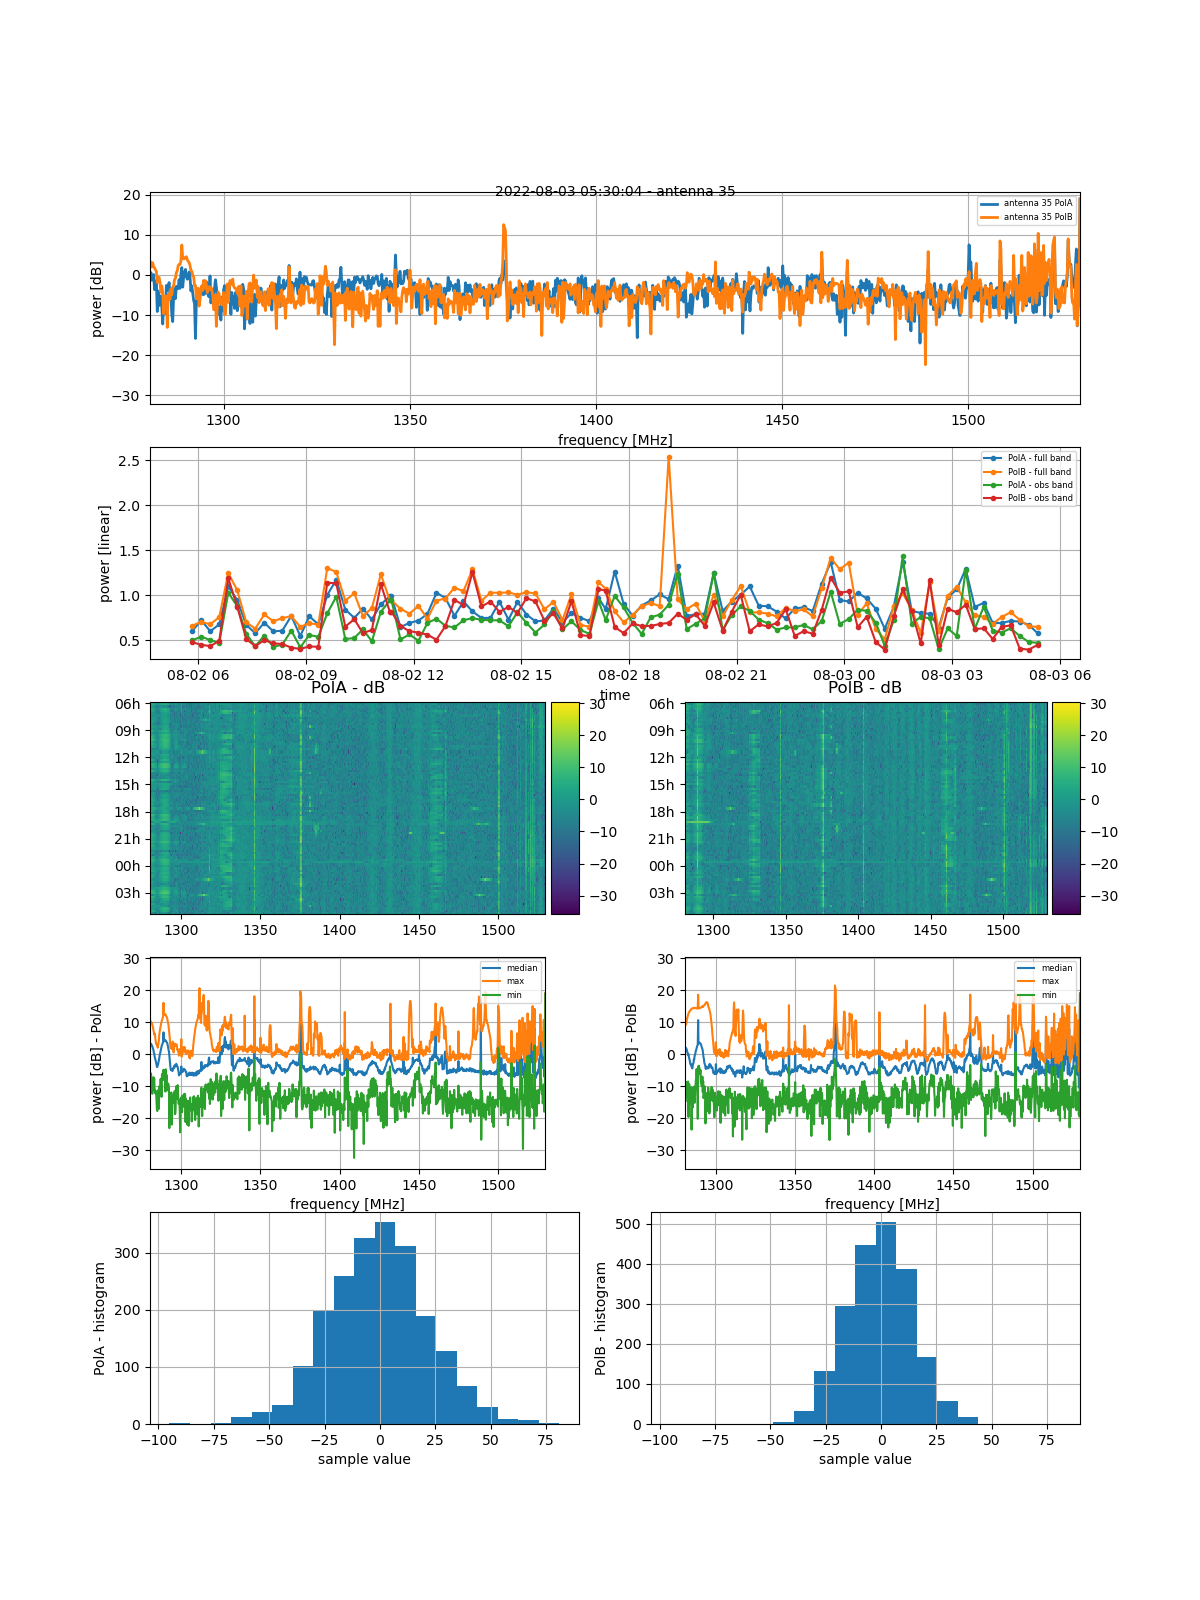 2022-08-03 05:30:04 - antenna 35
20
10
0
−10
−20
−30
power [dB]
antenna 35 PolA
antenna 35 PolB
1300 1350 1400 1450 1500
frequency [MHz]
2.5
2.0
1.5
1.0
0.5
power [linear]
PolA - full band
PolB - full band
PolA - obs band
PolB - obs band
08-02 06 08-02 09 08-02 12 08-02 15 08-02 18 08-02 21 08-03 00 08-03 03 08-03 06
time
PolA - dB
06h
09h
12h
15h
18h
21h
00h
03h
1300 1350 1400 1450 1500
30
20
10
0
−10
−20
−30
PolB - dB
06h
09h
12h
15h
18h
21h
00h
03h
1300 1350 1400 1450 1500
30
20
10
0
−10
−20
−30
30
20
10
0
−10
−20
−30
power [dB] - PolA
median
max
min
1300 1350 1400 1450 1500
frequency [MHz]
30
20
10
0
−10
−20
−30
power [dB] - PolB
median
max
min
1300 1350 1400 1450 1500
frequency [MHz]
300
200
100
0
PolA - histogram
−100 −75 −50 −25 0 25 50 75
sample value
500
400
300
200
100
0
PolB - histogram
−100 −75 −50 −25 0 25 50 75
sample value